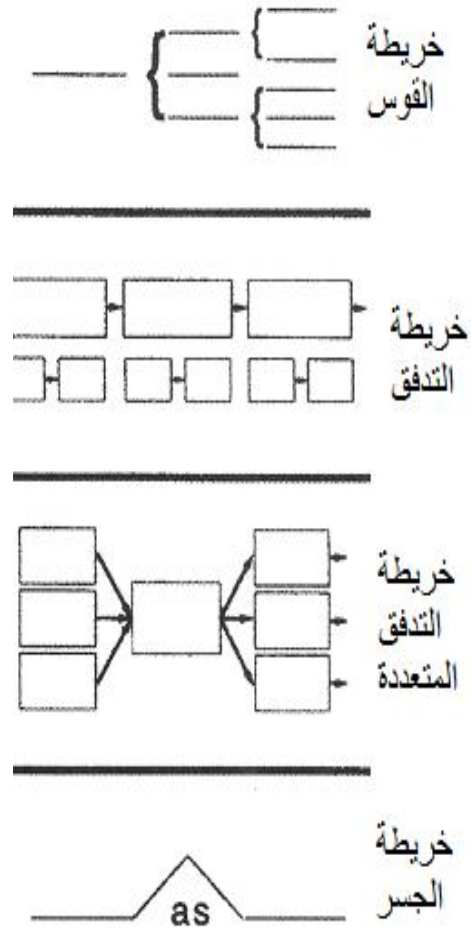 خريطة
القوس
خريطة
التدفق
خريطة
التدفق
المتعددة
خريطة
الجسر
as